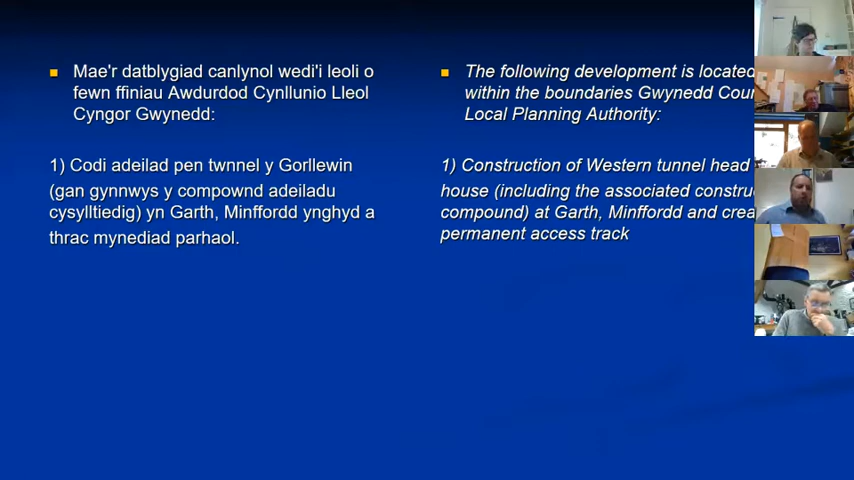 Mae'r datblygiad canlynol wedi'i leoli o
fewn ffiniau Awdurdod Cynllunio Lleol
Cyngor Gwynedd:
1) Codi adeilad pen twnnel y Gorllewin
(gan gynnwys y compownd adeiladu
cysylltiedig) yn Garth, Minffordd ynghyd a
thrac mynediad parhaol.
The following development is located
within the boundaries Gwynedd
Local Planning Authority:
1) Construction of Western tunnel head
house (including the associated
compound) at Garth, Minffordd and
permanent access track